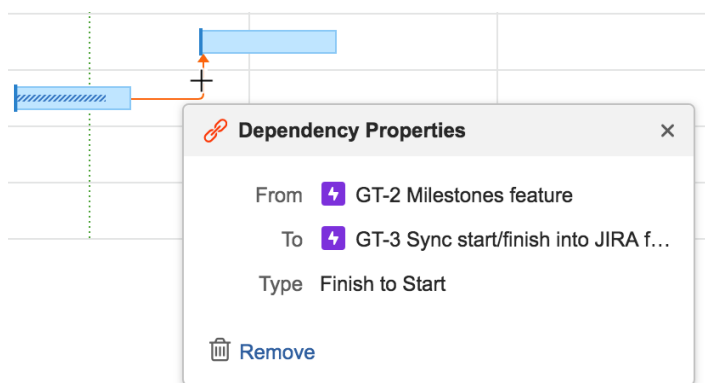 Dependency Properties
From GT-2 Milestones feature
To GT-3 Sync start/finish into JIRA f...
Type Finish to Start
Remove